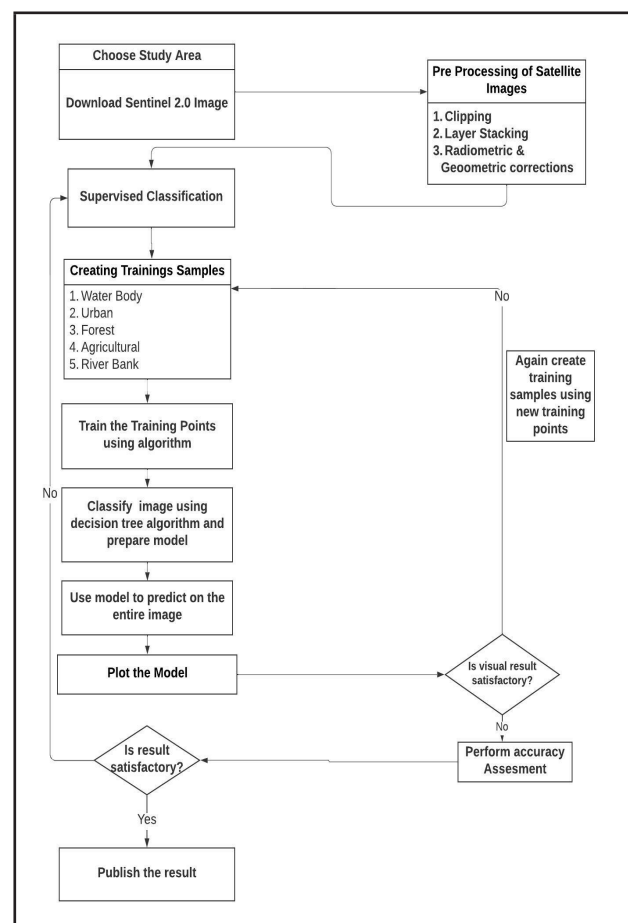 Choose Study Area
Download Sentinel 2.0 Image
Pre Processing of Satellite
Images
1. Clipping
2. Layer Stacking
3. Radiometric &
Geoometric corrections
Supervised Classification
Creating Trainings Samples
1. Water Body
2. Urban
3. Forest
4. Agricultural
5. River Bank
No
Again create
training
samples using
new training
points
Train the Training Points
using algorithm
No
Classify image using
decision tree algorithm and
prepare model
Use model to predict on the
entire image
Plot the Model
Is visual result
satisfactory?
No
Perform accuracy
Assesment
Is result
satisfactory?
Yes
Publish the result